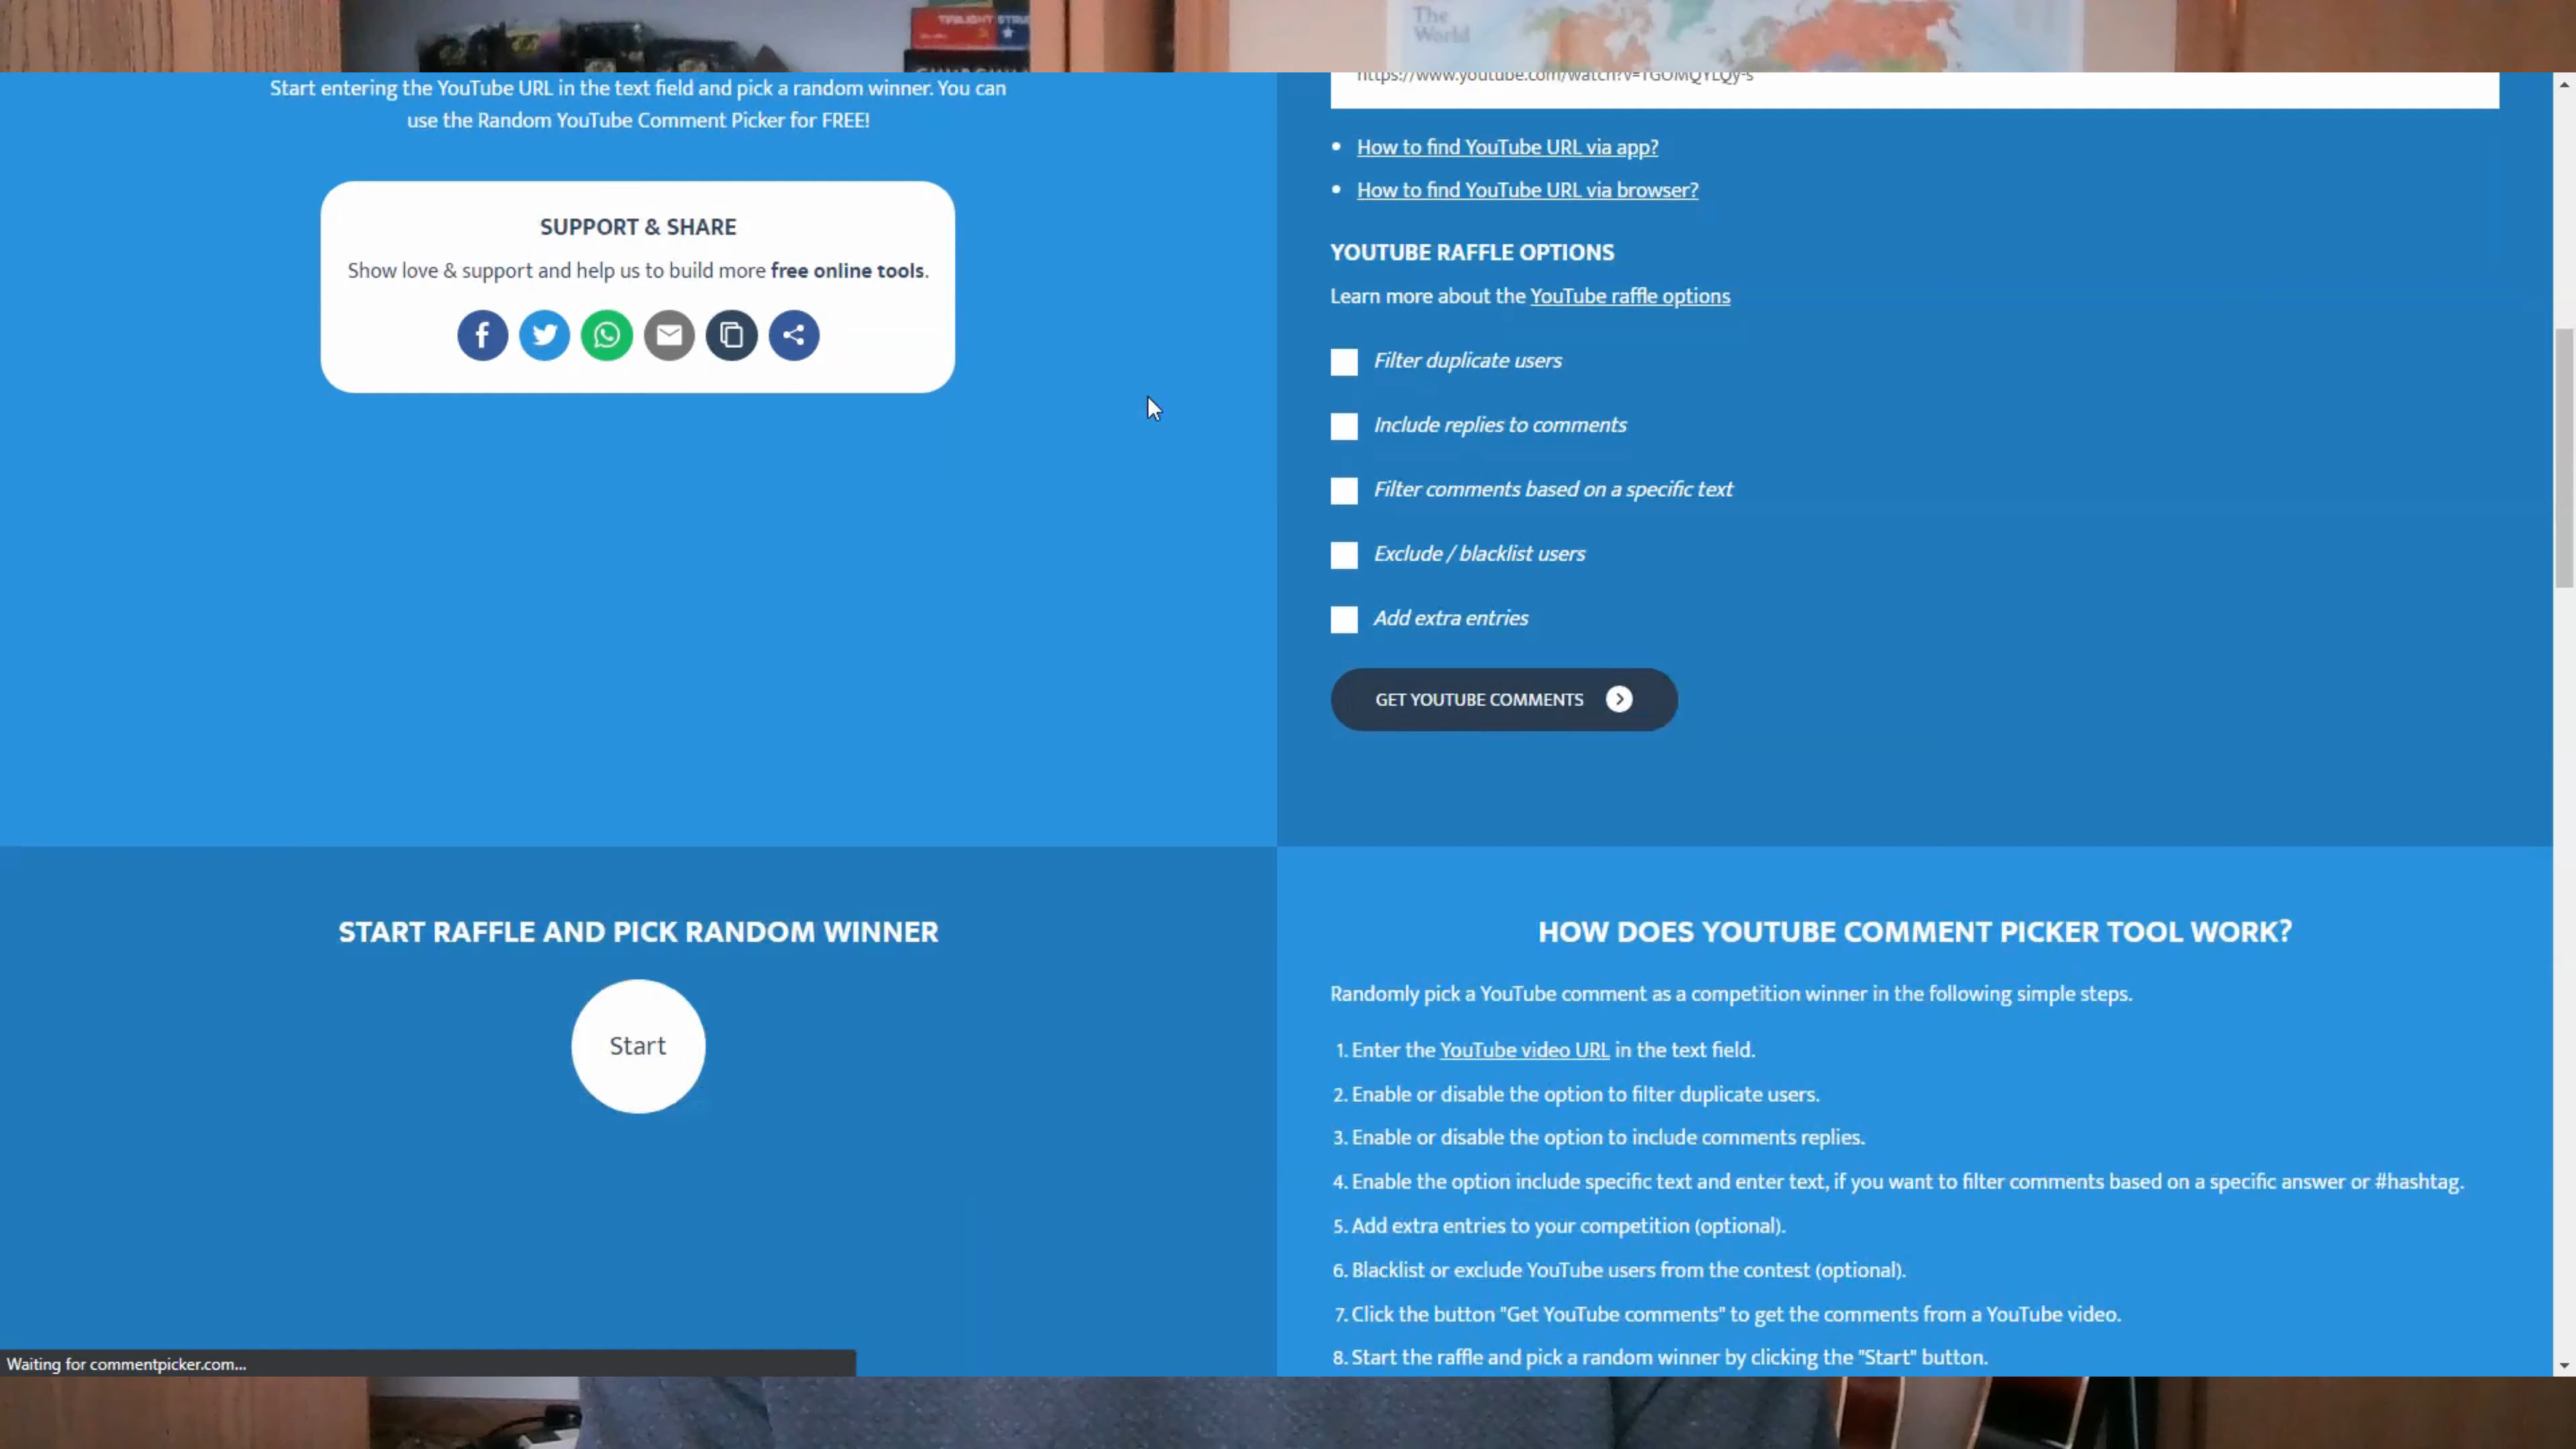 TWILIGHT STRU
The
World
Start entering the YouTube URL in the text field and pick a random winner. You can
use the Random YouTube Comment Picker for FREE!
SUPPORT & SHARE
Show love & support and help us to build more free online tools.
How to find YouTube URL via app?
How to find YouTube URL via browser?
YOUTUBE RAFFLE OPTIONS
Learn more about the YouTube raffle options
Filter duplicate users
Include replies to comments
Filter comments based on a specific text
Exclude / blacklist users
Add extra entries
GET YOUTUBE COMMENTS
START RAFFLE AND PICK RANDOM WINNER
Start
HOW DOES YOUTUBE COMMENT PICKER TOOL WORK?
Randomly pick a YouTube comment as a competition winner in the following simple steps.
1. Enter the YouTube video URL in the text field.
2. Enable or disable the option to filter duplicate users.
3. Enable or disable the option to include comments replies.
4. Enable the option include specific text and enter text, if you want to filter comments based on a specific answer or #hashtag.
5. Add extra entries to your competition (optional).
6. Blacklist or exclude YouTube users from the contest (optional).
7. Click the button "Get YouTube comments" to get the comments from a YouTube video.
8. Start the raffle and pick a random winner by clicking the "Start" button.
Waiting for commentpicker.com...